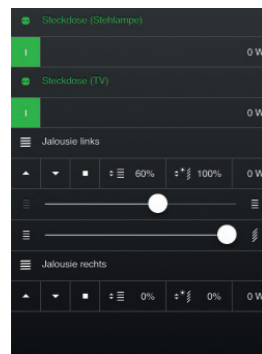 Steckdose (Stehlampe)
I 0 W
Steckdose (TV)
I 0 W
Jalousie links
60% 100% 0 W
Jalousie rechts
0% 0% 0 W